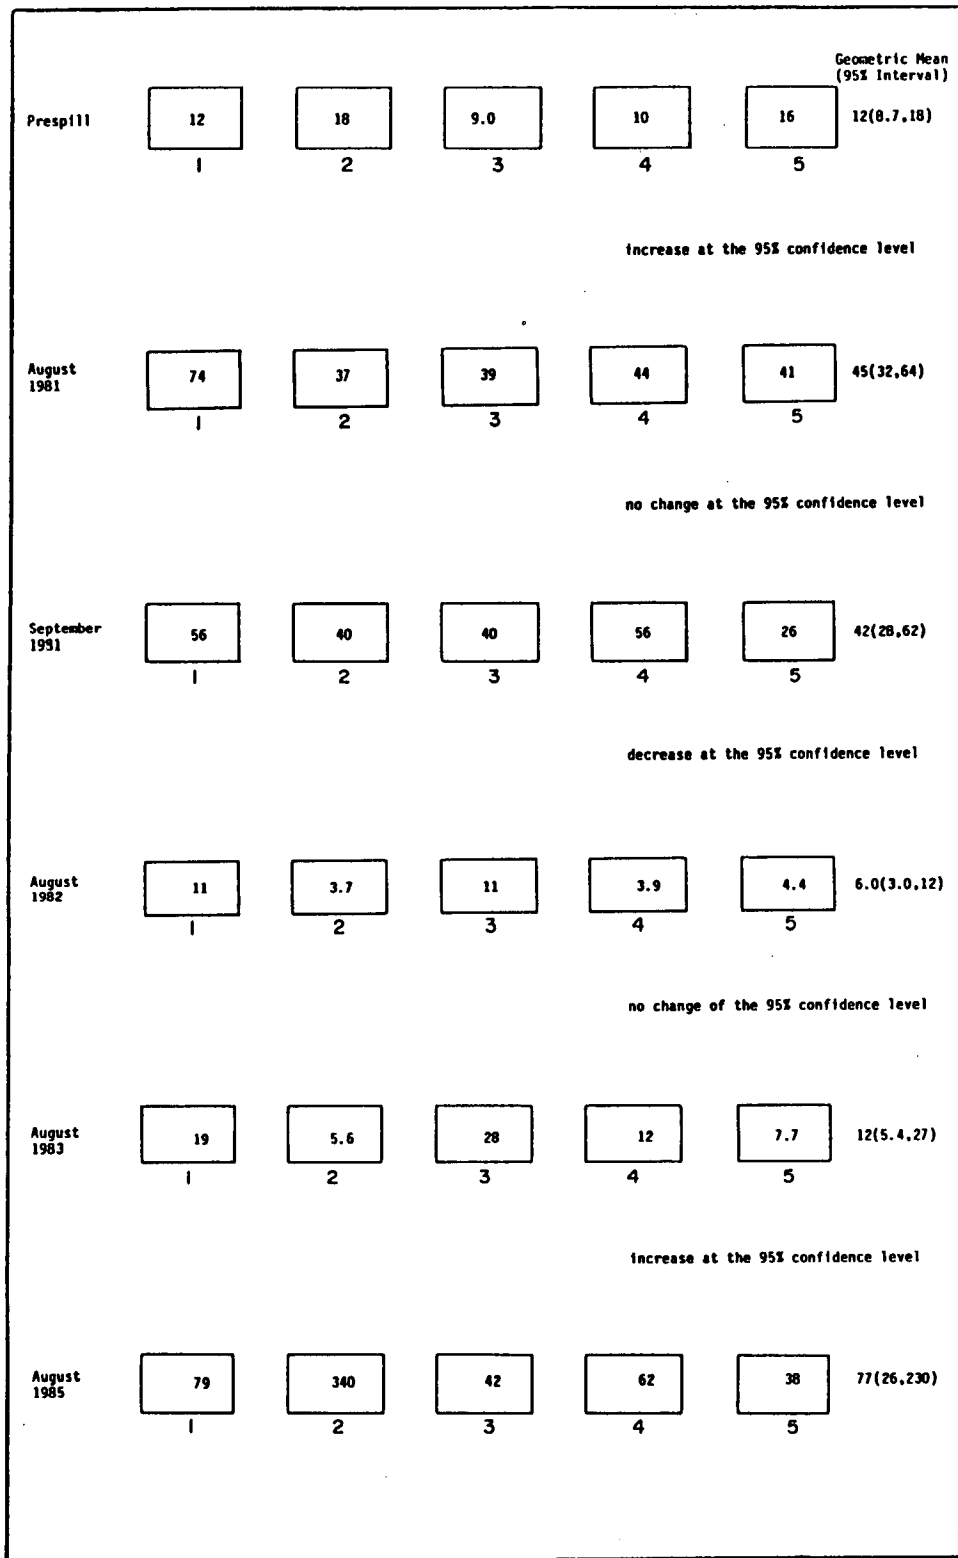 Geometric Mean
(95% Interval)
Prespill 12 18 9.0 10 16 12(8.7,18)
1 2 3 4 5
increase at the 95% confidence level
August
1981 74 37 39 44 41 45(32,64)
1 2 3 4 5
no change at the 95% confidence level
September
1981 56 40 40 56 26 42(28,62)
1 2 3 4 5
decrease at the 95% confidence level
August
1982 11 3.7 11 3.9 4.4 6.0(3.0,12)
1 2 3 4 5
no change of the 95% confidence level
August
1983 19 5.6 28 12 7.7 12(5.4,27)
1 2 3 4 5
increase at the 95% confidence level
August
1985 79 340 42 62 38 77(26,230)
1 2 3 4 5